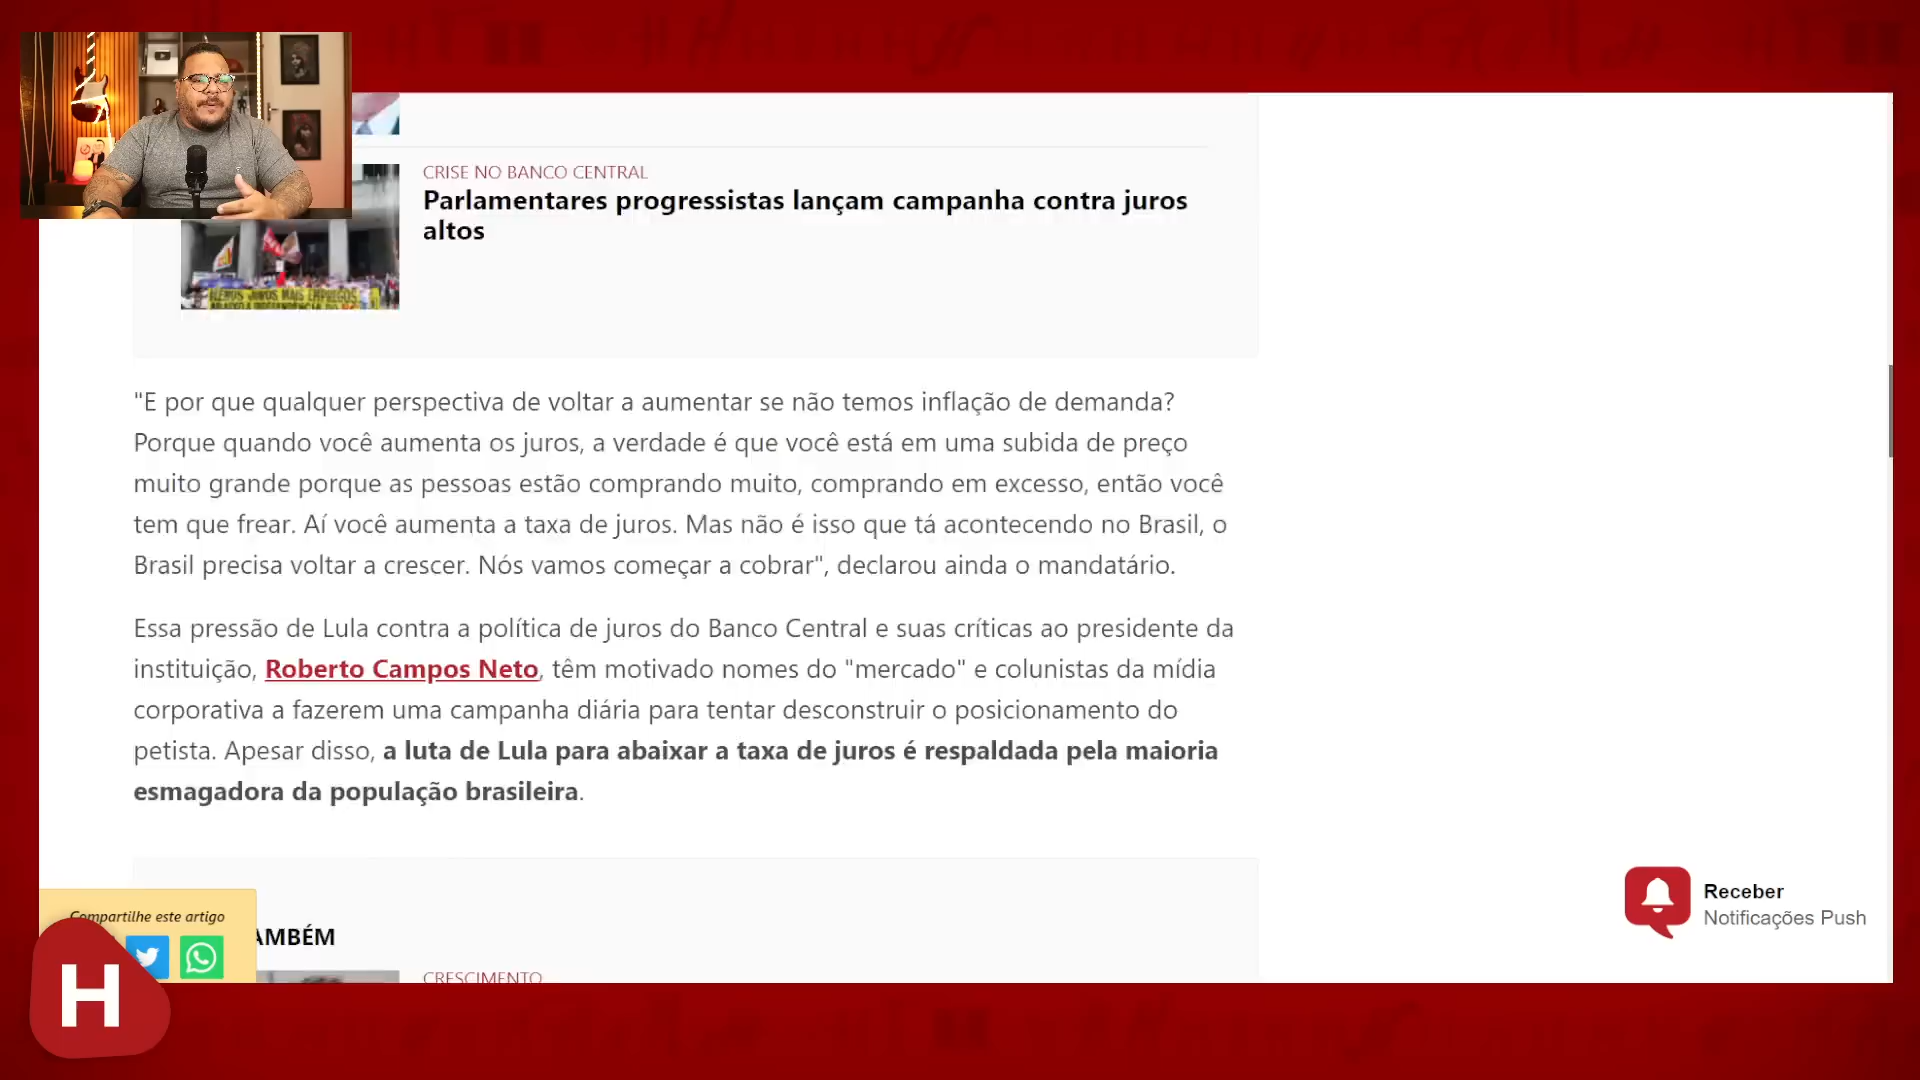 CRISE NO BANCO CENTRAL
Parlamentares progressistas lançam campanha contra juros
altos
"E por que qualquer perspectiva de voltar a aumentar se não temos inflação de demanda?
Porque quando você aumenta os juros, a verdade é que você está em uma subida de preço
muito grande porque as pessoas estão comprando muito, comprando em excesso, então você
tem que frear. Aí você aumenta a taxa de juros. Mas não é isso que tá acontecendo no Brasil, o
Brasil precisa voltar a crescer. Nós vamos começar a cobrar", declarou ainda o mandatário.
Essa pressão de Lula contra a política de juros do Banco Central e suas críticas ao presidente da
instituição, Roberto Campos Neto, têm motivado nomes do "mercado" e colunistas da mídia
corporativa a fazerem uma campanha diária para tentar desconstruir o posicionamento do
petista. Apesar disso, a luta de Lula para abaixar a taxa de juros é respaldada pela maioria
esmagadora da população brasileira.
Receber
Notificações Push
Compartilhe este artigo
AMBÉM
CRESCIMENTO
H